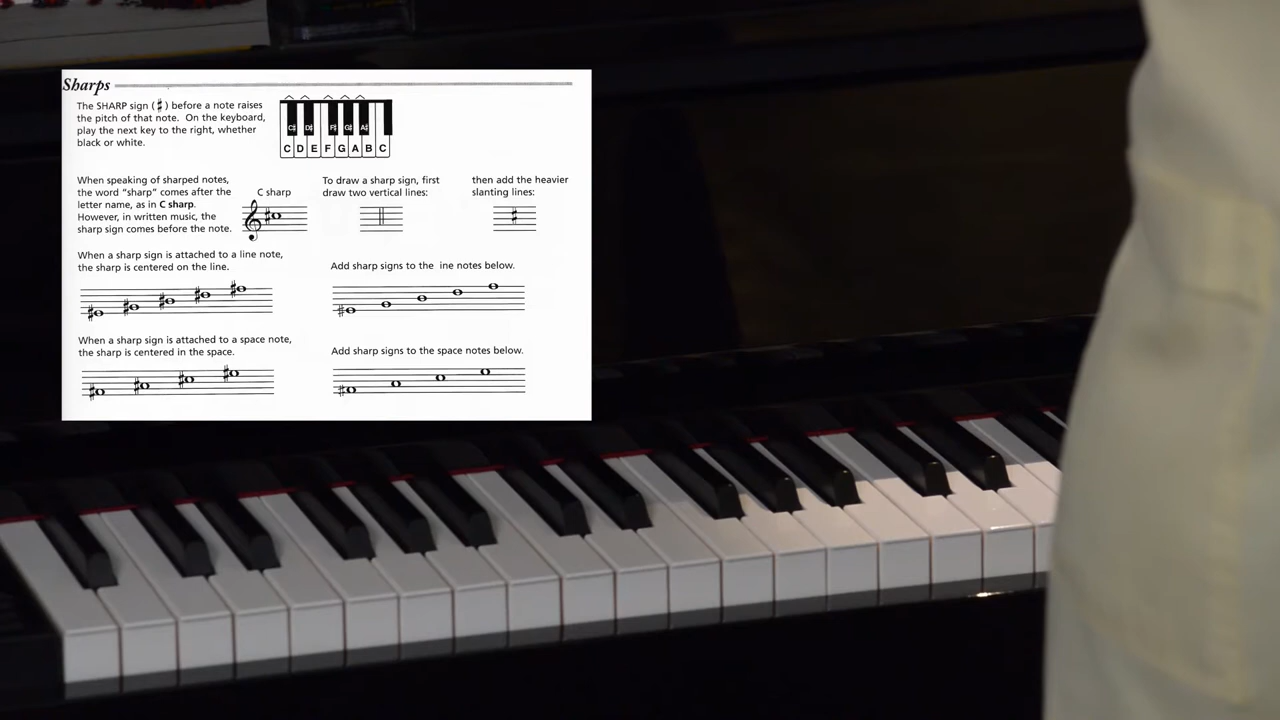 Sharps
The SHARP sign (♯) before a note raises
the pitch of that note. On the keyboard,
play the next key to the right, whether
black or white.
C♯ D♯ F♯ G♯ A♯
C D E F G A B C
When speaking of sharped notes,
the word "sharp" comes after the
letter name, as in C sharp.
However, in written music, the
sharp sign comes before the note.
C sharp
To draw a sharp sign, first
draw two vertical lines:
then add the heavier
slanting lines:
When a sharp sign is attached to a line note,
the sharp is centered on the line.
Add sharp signs to the ine notes below.
When a sharp sign is attached to a space note,
the sharp is centered in the space.
Add sharp signs to the space notes below.